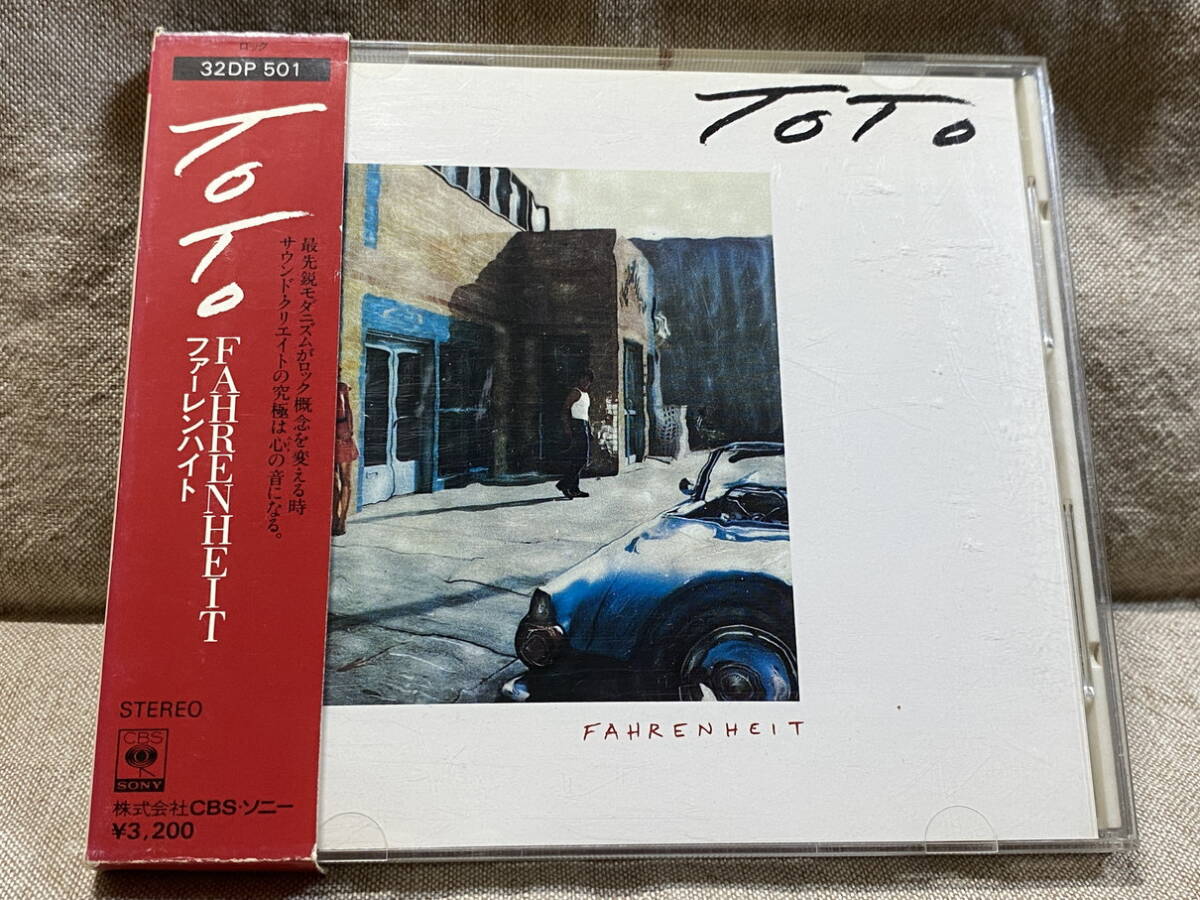 ロック
32DP 501
TOTO
FAHRENHEIT
ファーレンハイト
最先鋭モダニズムがロック概念を変える時
サウンド・クリエイトの究極は心の音になる。
STEREO
CBS
SONY
株式会社CBS・ソニー
¥3,200
TOTO
FAHRENHEIT